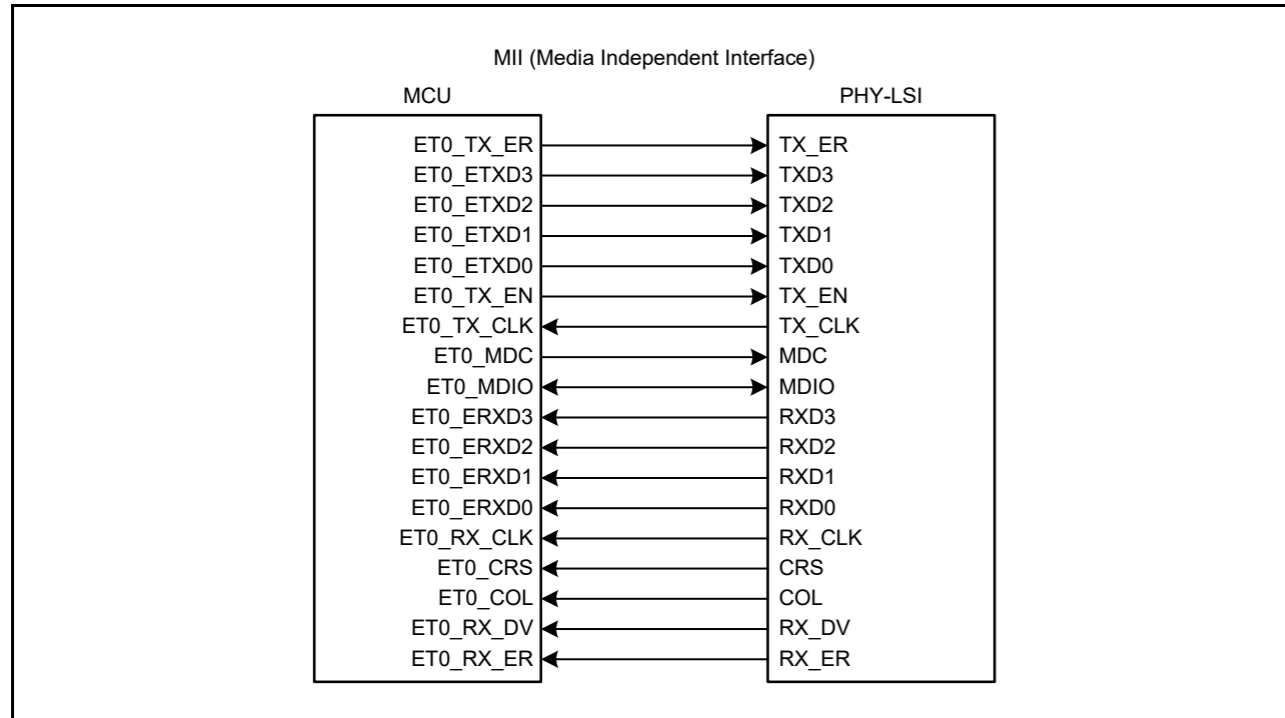 MII (Media Independent Interface)
MCU PHY-LSI
ET0_TX_ER TX_ER
ET0_ETXD3 TXD3
ET0_ETXD2 TXD2
ET0_ETXD1 TXD1
ET0_ETXD0 TXD0
ET0_TX_EN TX_EN
ET0_TX_CLK TX_CLK
ET0_MDC MDC
ET0_MDIO MDIO
ET0_ERXD3 RXD3
ET0_ERXD2 RXD2
ET0_ERXD1 RXD1
ET0_ERXD0 RXD0
ET0_RX_CLK RX_CLK
ET0_CRS CRS
ET0_COL COL
ET0_RX_DV RX_DV
ET0_RX_ER RX_ER